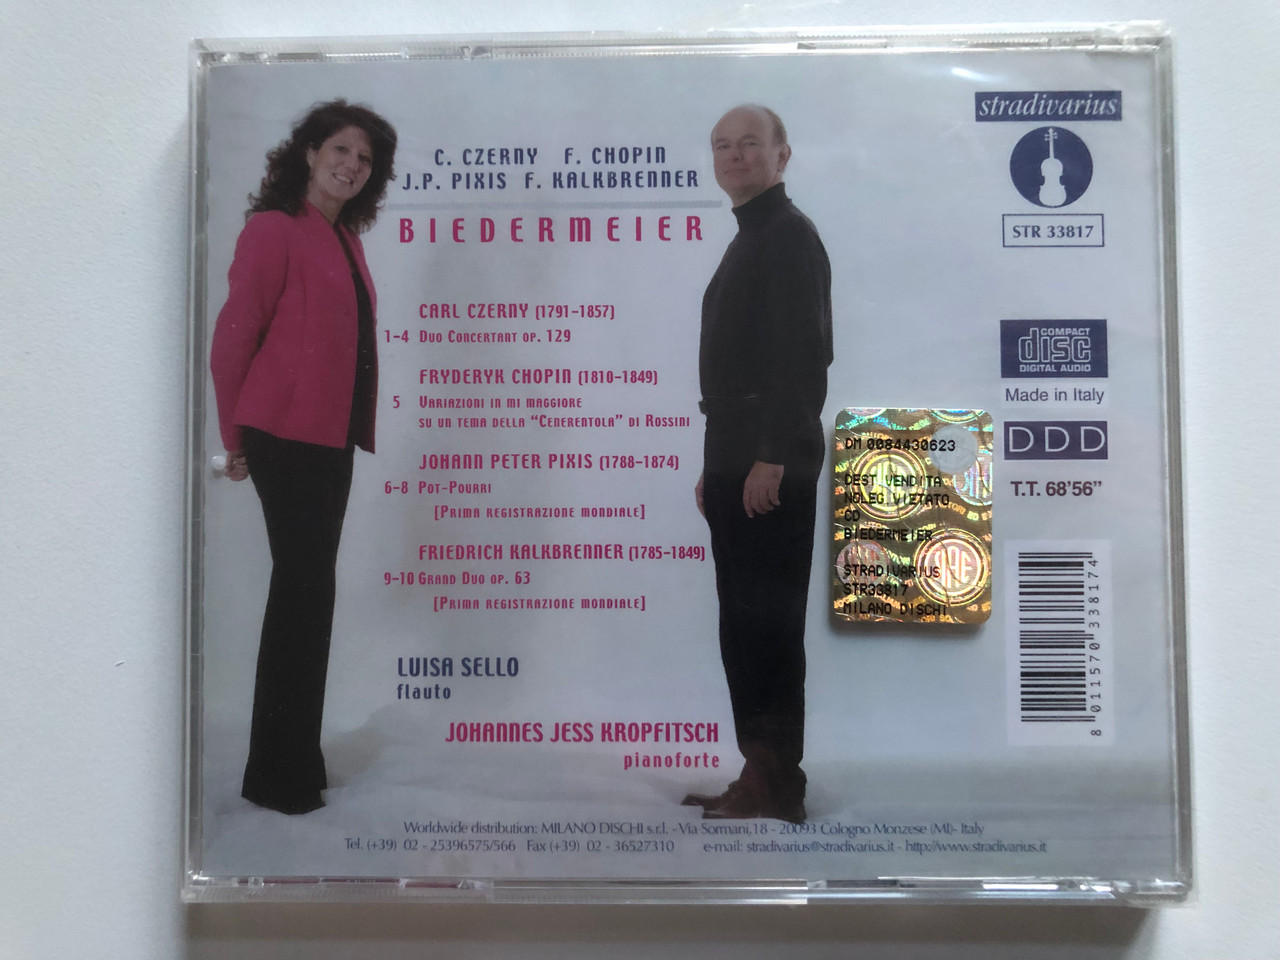 C. CZERNY F. CHOPIN
J.P. PIXIS F. KALKBRENNER
BIEDERMEIER
CARL CZERNY (1791-1857)
1-4 DUO CONCERTANT OP. 129
FRYDERYK CHOPIN (1810-1849)
5 VARIAZIONI IN MI MAGGIORE
SU UN TEMA DELLA “CENERENTOLA” DI ROSSINI
JOHANN PETER PIXIS (1788-1874)
6-8 POT-POURRI
[PRIMA REGISTRAZIONE MONDIALE]
FRIEDRICH KALKBRENNER (1785-1849)
9-10 GRAND DUO OP. 63
[PRIMA REGISTRAZIONE MONDIALE]
LUISA SELLO
flauto
JOHANNES JESS KROPFITSCH
pianoforte
stradivarius
STR 33817
COMPACT
disc
DIGITAL AUDIO
Made in Italy
DDD
T.T. 68’56”
DM 0084430623
DEST.VENDITA
NOLEG.VIETATO
CD
BIEDERMEIER
STRADIVARIUS
STR33817
MILANO DISCHI
8 011570 338174
Worldwide distribution: MILANO DISCHI s.r.l. - Via Sormani,18 - 20093 Cologno Monzese (MI)- Italy
Tel. (+39) 02 - 25396575/566 Fax (+39) 02 - 36527310 e-mail: stradivarius@stradivarius.it - http://www.stradivarius.it